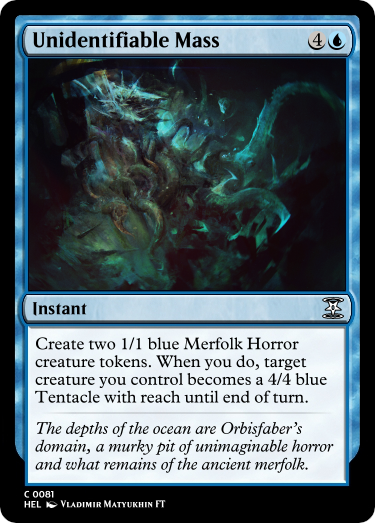 Unidentifiable Mass 4
Instant
Create two 1/1 blue Merfolk Horror
creature tokens. When you do, target
creature you control becomes a 4/4 blue
Tentacle with reach until end of turn.
The depths of the ocean are Orbisfaber's
domain, a murky pit of unimaginable horror
and what remains of the ancient merfolk.
C 0081
HEL Vladimir Matyukhin FT